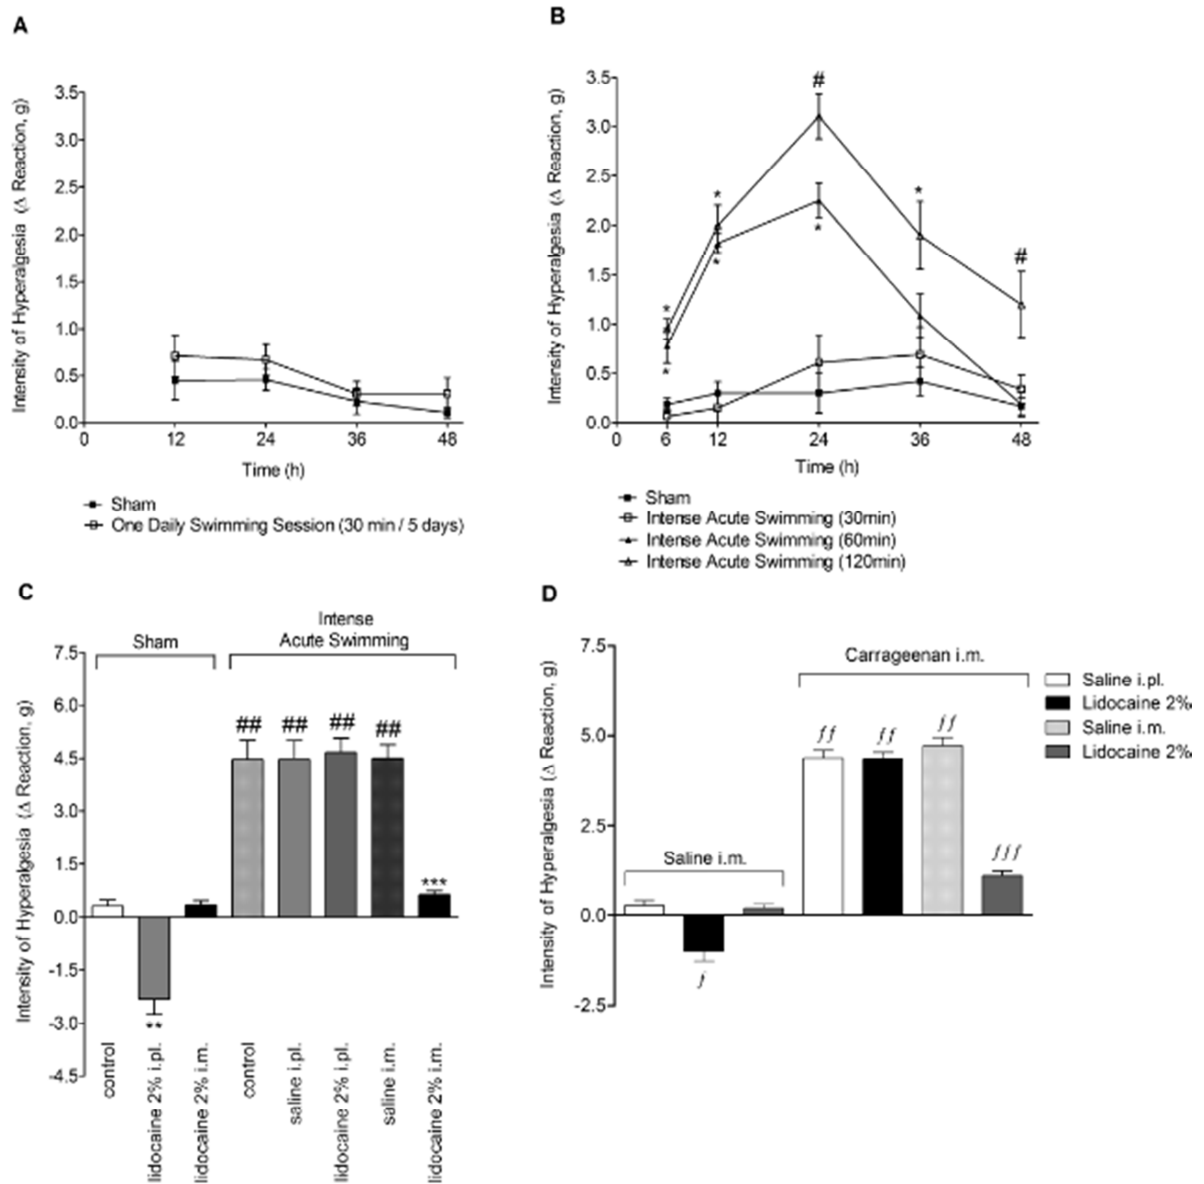 A
Intensity of Hyperalgesia (Δ Reaction, g)
3.5
3.0
2.5
2.0
1.5
1.0
0.5
0.0
0
12
24
36
48
Time (h)
Sham
One Daily Swimming Session (30 min / 5 days)
B
Intensity of Hyperalgesia (Δ Reaction, g)
3.5
3.0
2.5
2.0
1.5
1.0
0.5
0.0
0
6
12
24
36
48
*
*
*
*
#
*
*
#
Time (h)
Sham
Intense Acute Swimming (30min)
Intense Acute Swimming (60min)
Intense Acute Swimming (120min)
C
Intensity of Hyperalgesia (Δ Reaction, g)
Sham
Intense
Acute Swimming
7.5
6.0
4.5
3.0
1.5
0.0
-1.5
-3.0
-4.5
**
##
##
##
##
***
control
lidocaine 2% i.pl.
lidocaine 2% i.m.
control
saline i.pl.
lidocaine 2% i.pl.
saline i.m.
lidocaine 2% i.m.
D
Intensity of Hyperalgesia (Δ Reaction, g)
7.5
5.0
2.5
0.0
-2.5
Saline i.m.
Carrageenan i.m.
ƒ
ƒƒ
ƒƒ
ƒƒ
ƒƒƒ
Saline i.pl.
Lidocaine 2%
Saline i.m.
Lidocaine 2%